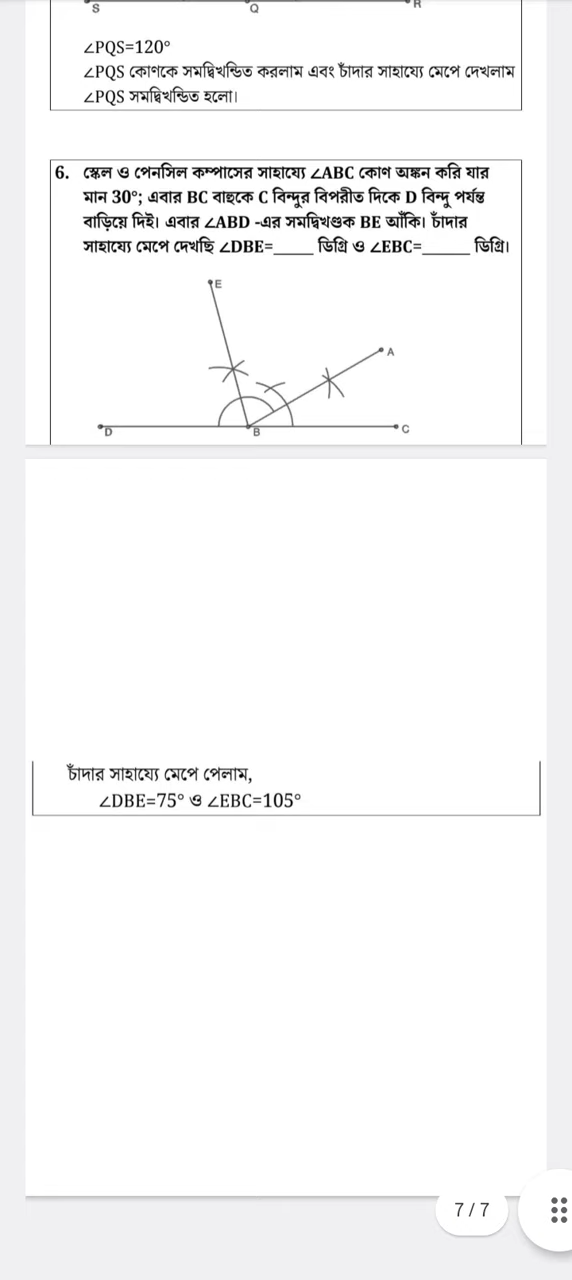 S Q R
∠PQS=120°
∠PQS কোণকে সমদ্বিখন্ডিত করলাম এবং চাঁদার সাহায্যে মেপে দেখলাম
∠PQS সমদ্বিখন্ডিত হলো।
6. স্কেল ও পেনসিল কম্পাসের সাহায্যে ∠ABC কোণ অঙ্কন করি যার
মান 30°; এবার BC বাহুকে C বিন্দুর বিপরীত দিকে D বিন্দু পর্যন্ত
বাড়িয়ে দিই। এবার ∠ABD -এর সমদ্বিখণ্ডক BE আঁকি। চাঁদার
সাহায্যে মেপে দেখছি ∠DBE=_____ ডিগ্রি ও ∠EBC=______ ডিগ্রি।
E
A
D B C
চাঁদার সাহায্যে মেপে পেলাম,
∠DBE=75° ও ∠EBC=105°
7 / 7